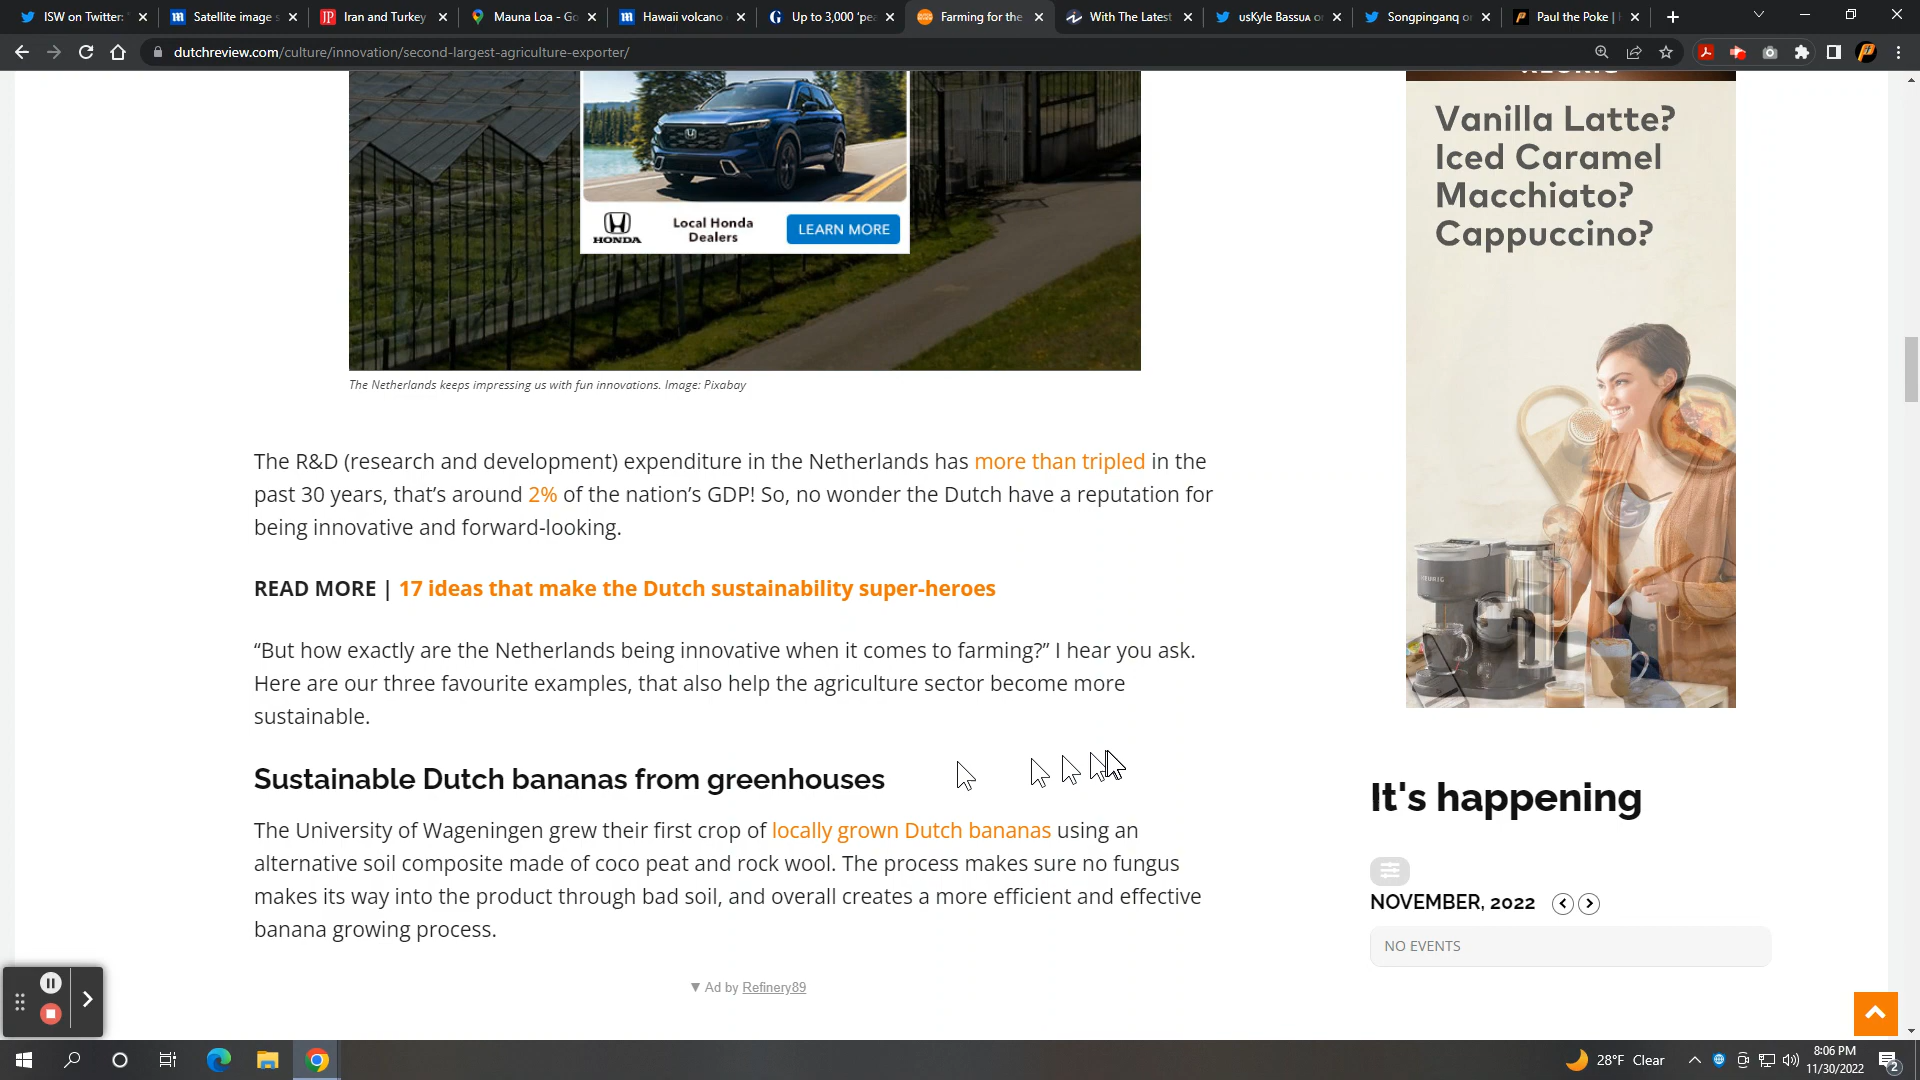 ISW on Twitter: "
Satellite image s
Iran and Turkey
Mauna Loa - Go
Hawaii volcano
Up to 3,000 'pea
Farming for the
With The Latest
usKyle Bassua on
Songpinganq on
Paul the Poke |
dutchreview.com/culture/innovation/second-largest-agriculture-exporter/
HONDA
Local Honda
Dealers
LEARN MORE
The Netherlands keeps impressing us with fun innovations. Image: Pixabay
The R&D (research and development) expenditure in the Netherlands has more than tripled in the
past 30 years, that's around 2% of the nation's GDP! So, no wonder the Dutch have a reputation for
being innovative and forward-looking.
READ MORE | 17 ideas that make the Dutch sustainability super-heroes
“But how exactly are the Netherlands being innovative when it comes to farming?” I hear you ask.
Here are our three favourite examples, that also help the agriculture sector become more
sustainable.
Sustainable Dutch bananas from greenhouses
The University of Wageningen grew their first crop of locally grown Dutch bananas using an
alternative soil composite made of coco peat and rock wool. The process makes sure no fungus
makes its way into the product through bad soil, and overall creates a more efficient and effective
banana growing process.
▼ Ad by Refinery89
Vanilla Latte?
Iced Caramel
Macchiato?
Cappuccino?
KEURIG
It's happening
NOVEMBER, 2022
NO EVENTS
28°F Clear
8:06 PM
11/30/2022
2